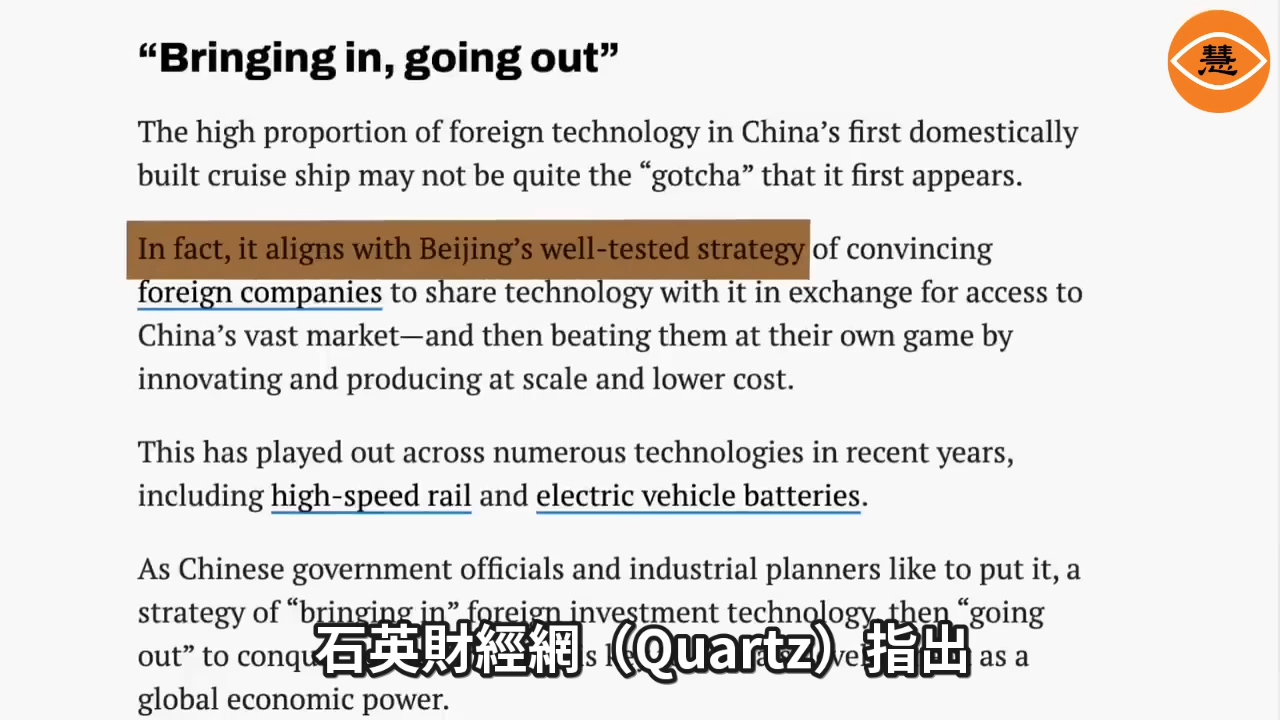 “Bringing in, going out”
慧
The high proportion of foreign technology in China’s first domestically
built cruise ship may not be quite the “gotcha” that it first appears.
In fact, it aligns with Beijing’s well-tested strategy of convincing
foreign companies to share technology with it in exchange for access to
China’s vast market—and then beating them at their own game by
innovating and producing at scale and lower cost.
This has played out across numerous technologies in recent years,
including high-speed rail and electric vehicle batteries.
As Chinese government officials and industrial planners like to put it, a
strategy of “bringing in” foreign investment technology, then “going
out” to as a
石英財經網（Quartz）指出
global economic power.